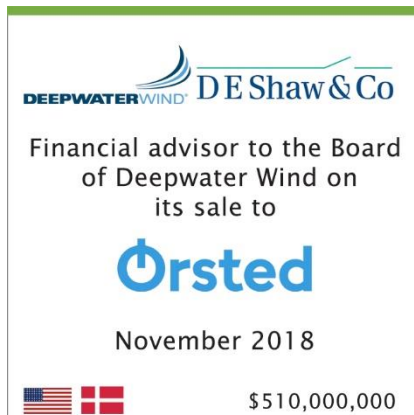 DEEPWATERWIND® DEShaw&Co
Financial advisor to the Board
of Deepwater Wind on
its sale to
Ørsted
November 2018
$510,000,000